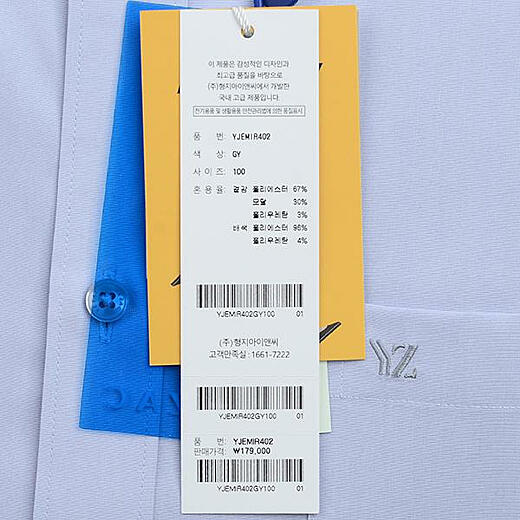 이 제품은 감성적인 디자인과
최고급 품질을 바탕으로
(주)형지아이앤씨에서 개발한
국내 고급 제품입니다.
전기용품 및 생활용품 안전관리법에 의한 품질표시
품 번: YJEMIR402
색 상: GY
사 이 즈: 100
혼 용 율: 겉감 폴리에스터 67%
모달 30%
폴리우레탄 3%
배색 폴리에스터 96%
폴리우레탄 4%
YJEMIR402GY100 01
(주)형지아이앤씨
고객만족실 : 1661-7222
YJEMIR402GY100 01
품 번: YJEMIR402
판매가격: ₩179,000
YJEMIR402GY100 01
YZ